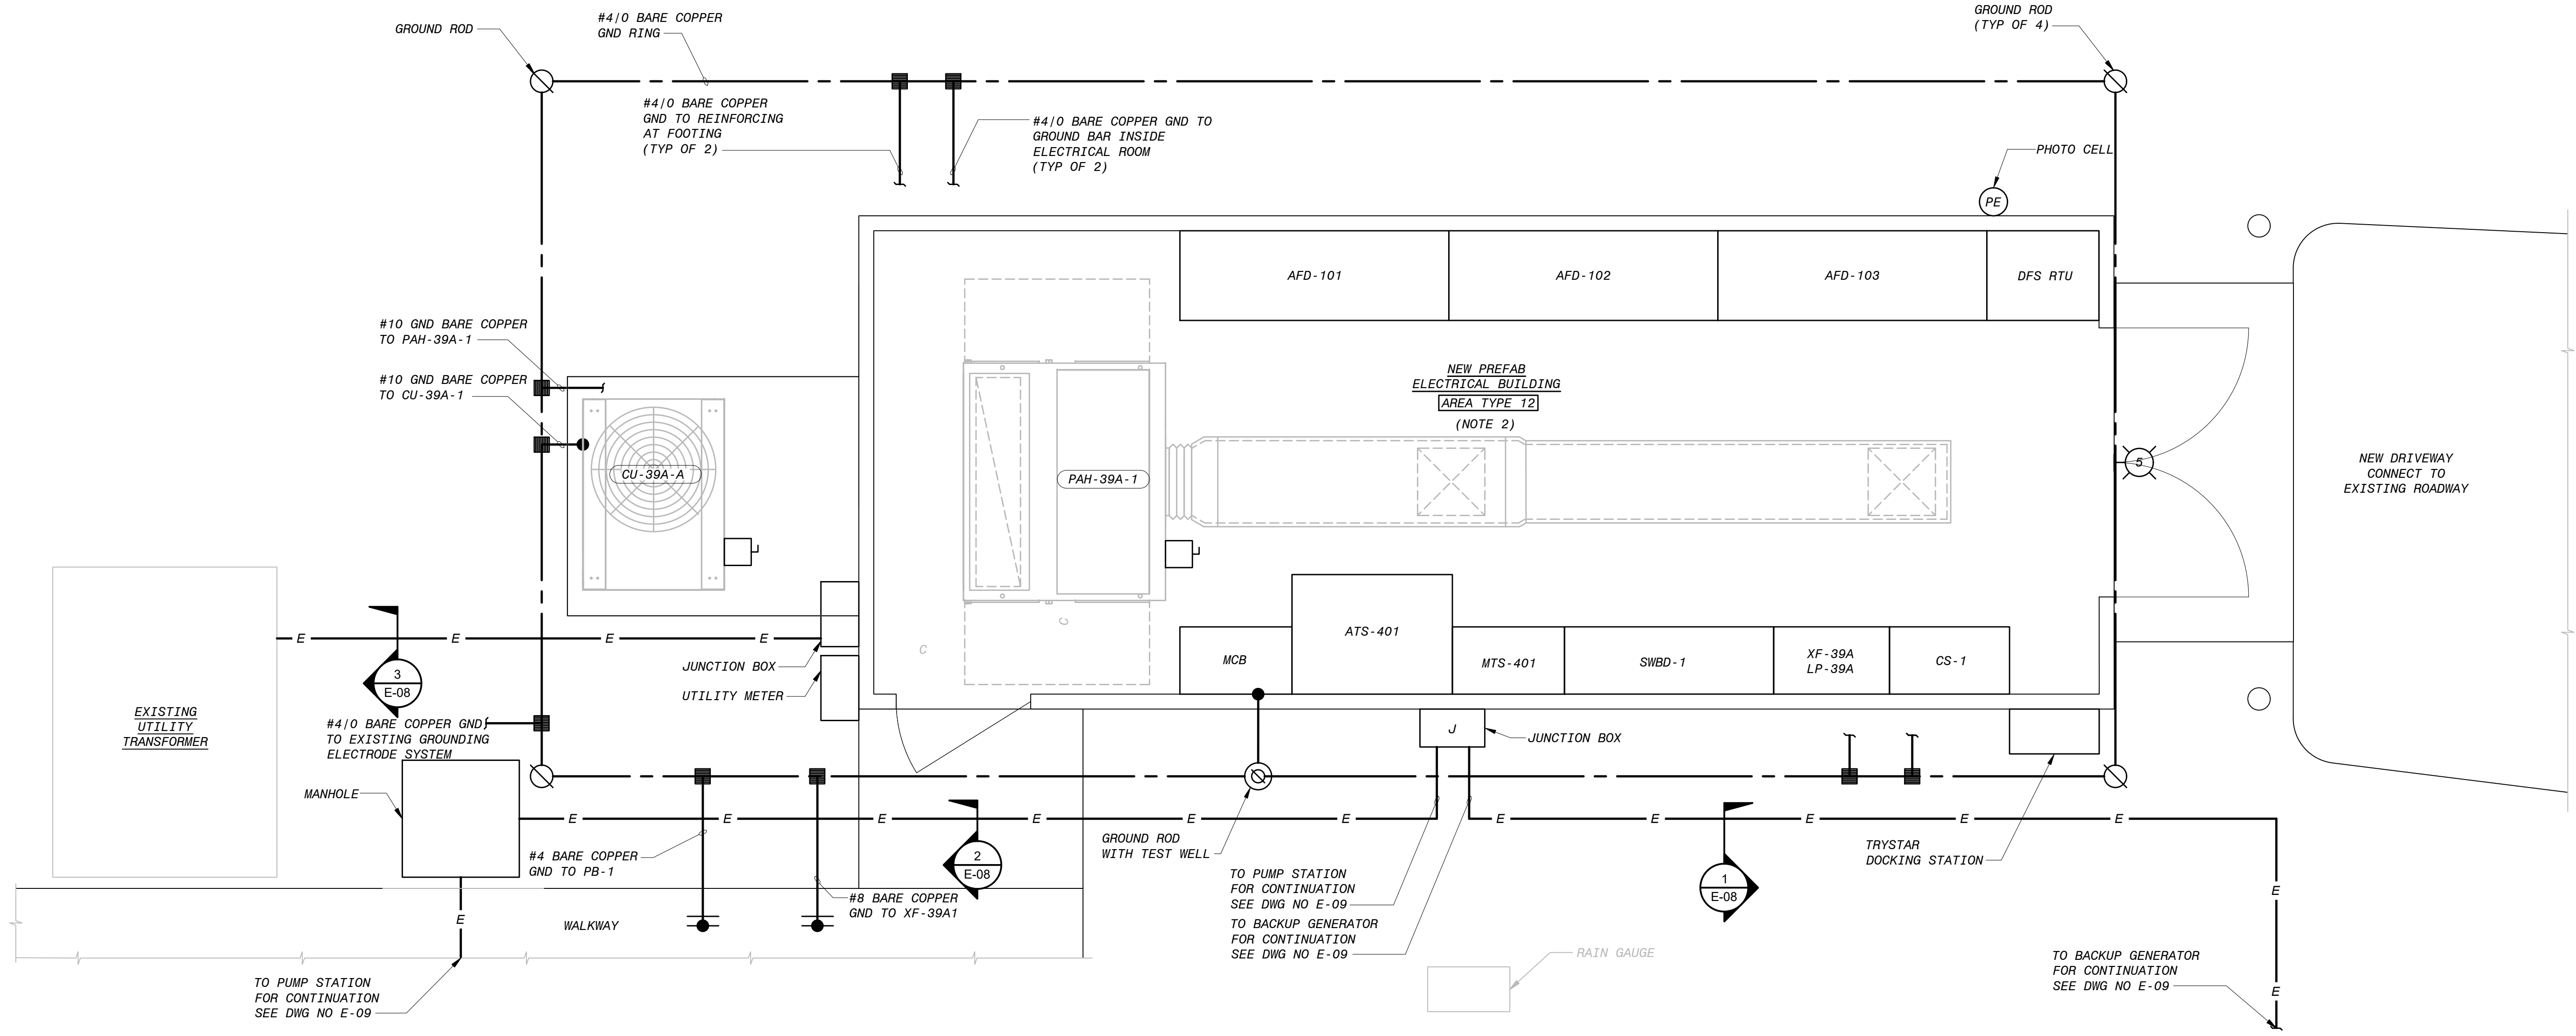 GROUND ROD
#4/0 BARE COPPER
GND RING
GROUND ROD
(TYP OF 4)
#4/0 BARE COPPER
GND TO REINFORCING
AT FOOTING
(TYP OF 2)
#4/0 BARE COPPER GND TO
GROUND BAR INSIDE
ELECTRICAL ROOM
(TYP OF 2)
PHOTO CELL
PE
AFD-101
AFD-102
AFD-103
DFS RTU
#10 GND BARE COPPER
TO PAH-39A-1
#10 GND BARE COPPER
TO CU-39A-1
NEW PREFAB
ELECTRICAL BUILDING
AREA TYPE 12
(NOTE 2)
CU-39A-A
PAH-39A-1
5
NEW DRIVEWAY
CONNECT TO
EXISTING ROADWAY
E E E E
C
C
JUNCTION BOX
UTILITY METER
MCB
ATS-401
MTS-401
SWBD-1
XF-39A
LP-39A
CS-1
3
E-08
EXISTING
UTILITY
TRANSFORMER
#4/0 BARE COPPER GND
TO EXISTING GROUNDING
ELECTRODE SYSTEM
J
JUNCTION BOX
MANHOLE
E E E E E E E E E E E
#4 BARE COPPER
GND TO PB-1
2
E-08
GROUND ROD
WITH TEST WELL
1
E-08
TRYSTAR
DOCKING STATION
#8 BARE COPPER
GND TO XF-39A1
WALKWAY
E
TO PUMP STATION
FOR CONTINUATION
SEE DWG NO E-09
TO BACKUP GENERATOR
FOR CONTINUATION
SEE DWG NO E-09
RAIN GAUGE
E
E
TO PUMP STATION
FOR CONTINUATION
SEE DWG NO E-09
TO BACKUP GENERATOR
FOR CONTINUATION
SEE DWG NO E-09